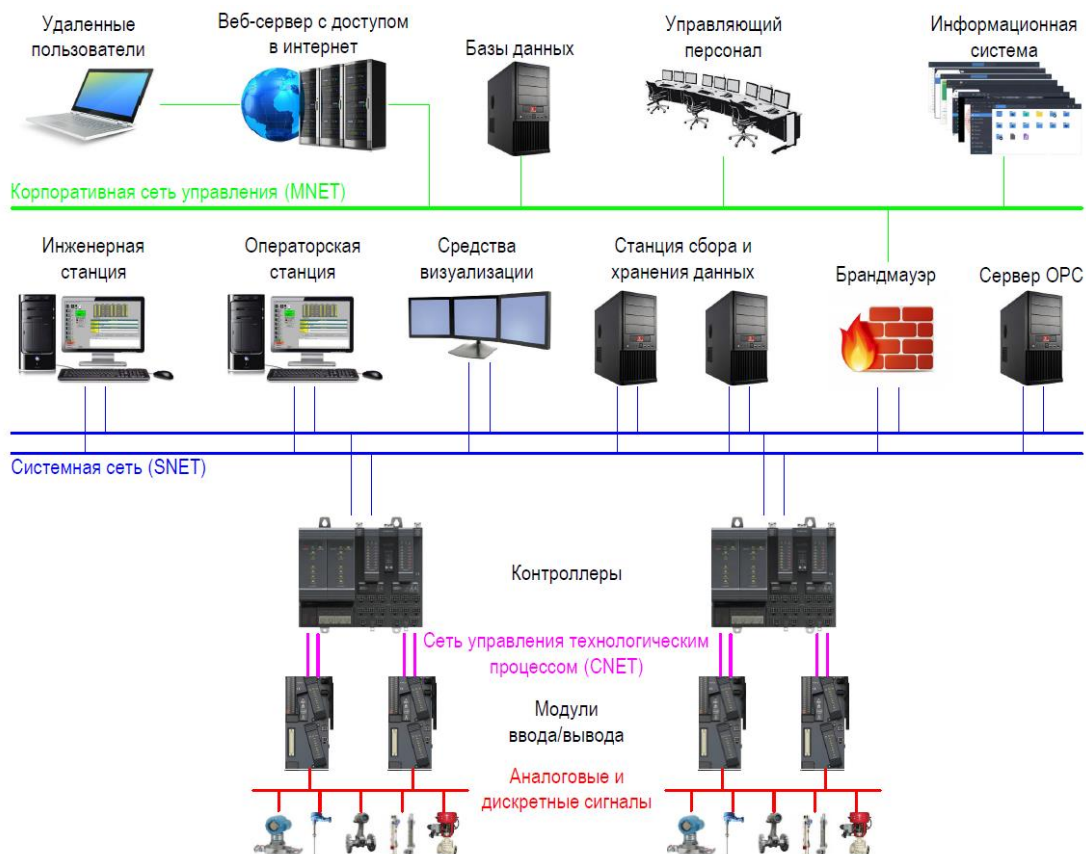 Удаленные
пользователи
Веб-сервер с доступом
в интернет
Базы данных
Управляющий
персонал
Информационная
система
Корпоративная сеть управления (MNET)
Инженерная
станция
Операторская
станция
Средства
визуализации
Станция сбора и
хранения данных
Брандмауэр
Сервер OPC
Системная сеть (SNET)
Контроллеры
Сеть управления технологическим
процессом (CNET)
Модули
ввода/вывода
Аналоговые и
дискретные сигналы